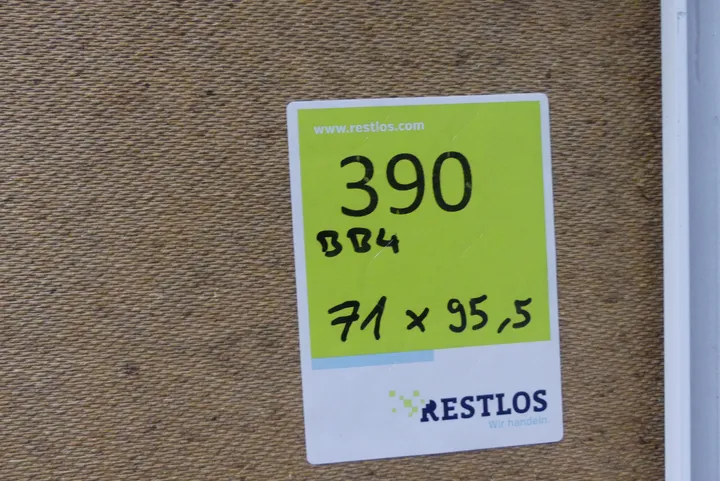 www.restlos.com
390
BB4
71 x 95,5
RESTLOS
Wir handeln.